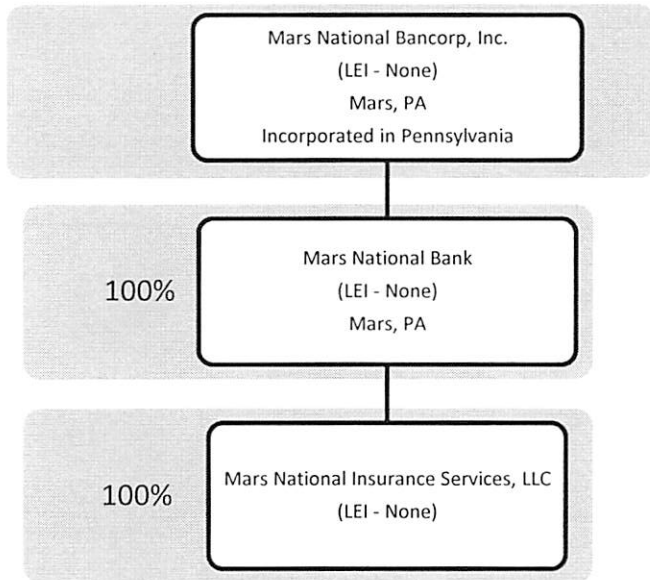 Mars National Bancorp, Inc.
(LEI - None)
Mars, PA
Incorporated in Pennsylvania
100%
Mars National Bank
(LEI - None)
Mars, PA
100%
Mars National Insurance Services, LLC
(LEI - None)